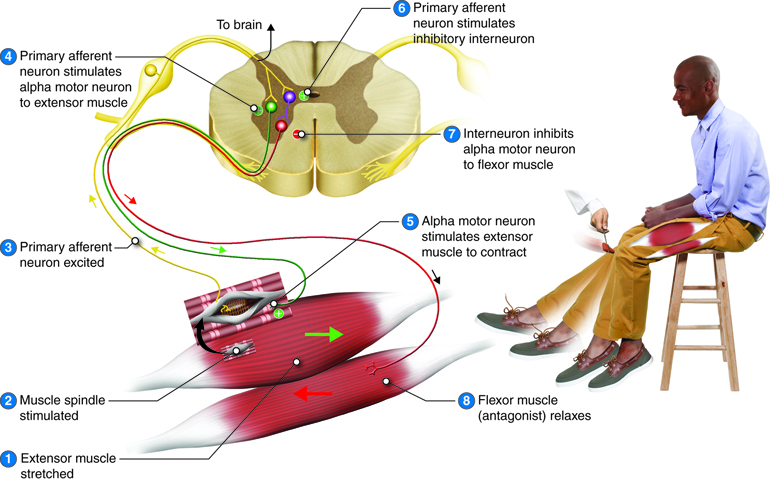 To brain
6 Primary afferent
neuron stimulates
inhibitory interneuron
4 Primary afferent
neuron stimulates
alpha motor neuron
to extensor muscle
7 Interneuron inhibits
alpha motor neuron
to flexor muscle
5 Alpha motor neuron
stimulates extensor
muscle to contract
3 Primary afferent
neuron excited
2 Muscle spindle
stimulated
8 Flexor muscle
(antagonist) relaxes
1 Extensor muscle
stretched